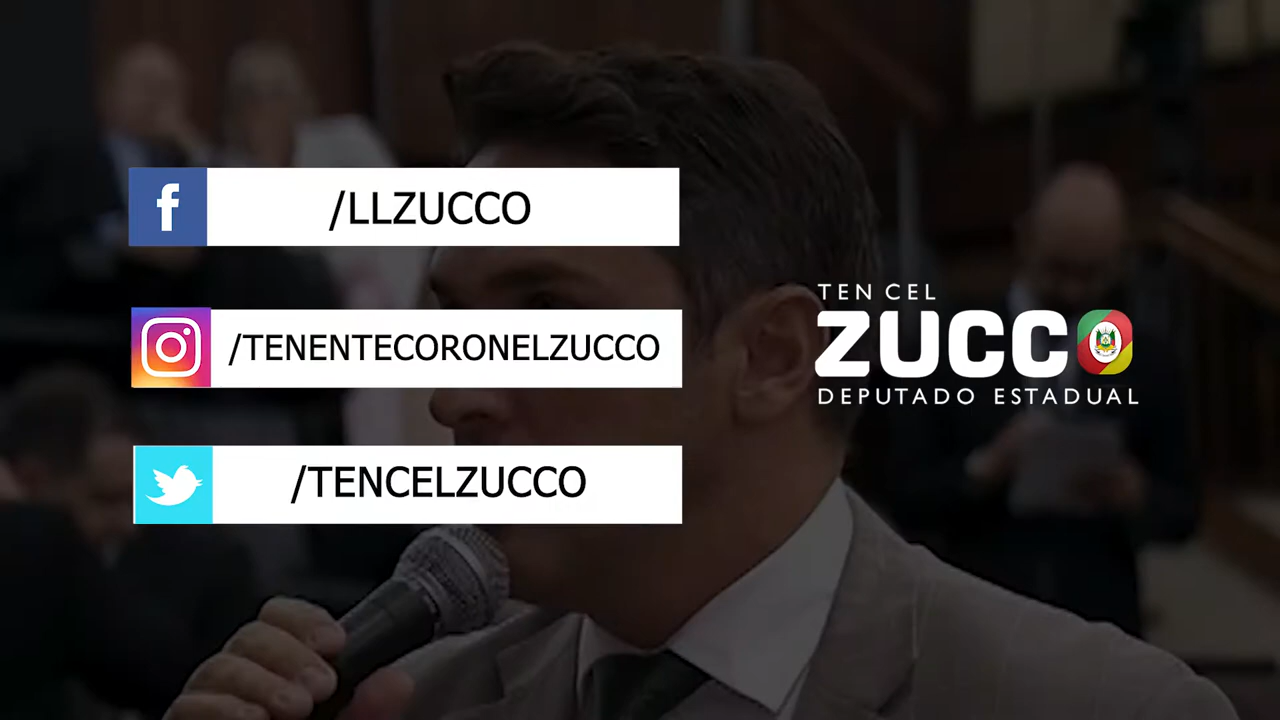 /LLZUCCO
/TENENTECORONELZUCCO
/TENCELZUCCO
TEN CEL
ZUCCO
DEPUTADO ESTADUAL